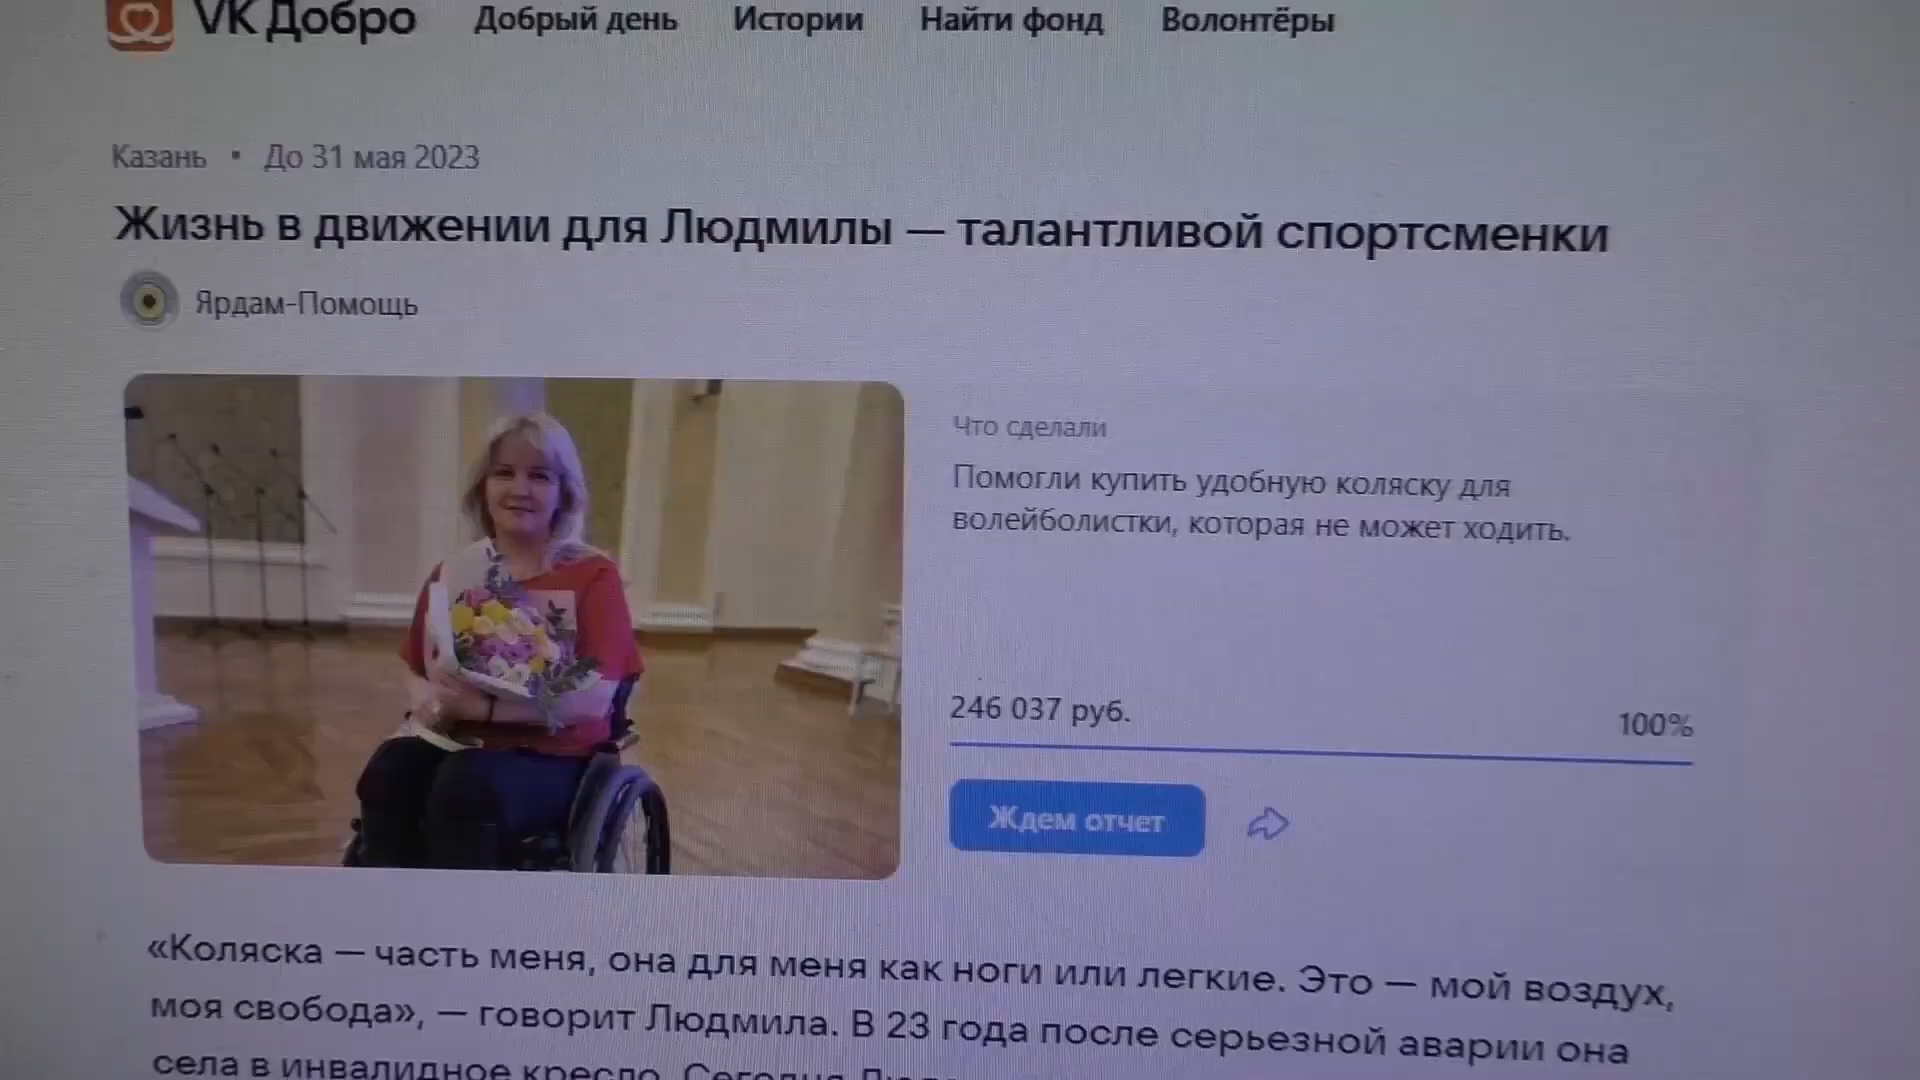 VK Добро Добрый день Истории Найти фонд Волонтёры
Казань • До 31 мая 2023
Жизнь в движении для Людмилы — талантливой спортсменки
Ярдам-Помощь
Что сделали
Помогли купить удобную коляску для
волейболистки, которая не может ходить.
246 037 руб. 100%
Ждем отчет
«Коляска — часть меня, она для меня как ноги или легкие. Это — мой воздух,
моя свобода», — говорит Людмила. В 23 года после серьезной аварии она
села в инвалидное кресло. Сегодня